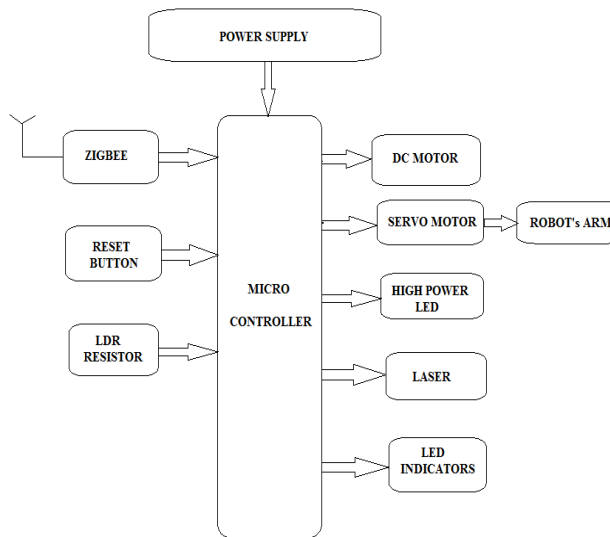 POWER SUPPLY
ZIGBEE
DC MOTOR
SERVO MOTOR
ROBOT's ARM
RESET
BUTTON
MICRO
CONTROLLER
HIGH POWER
LED
LDR
RESISTOR
LASER
LED
INDICATORS